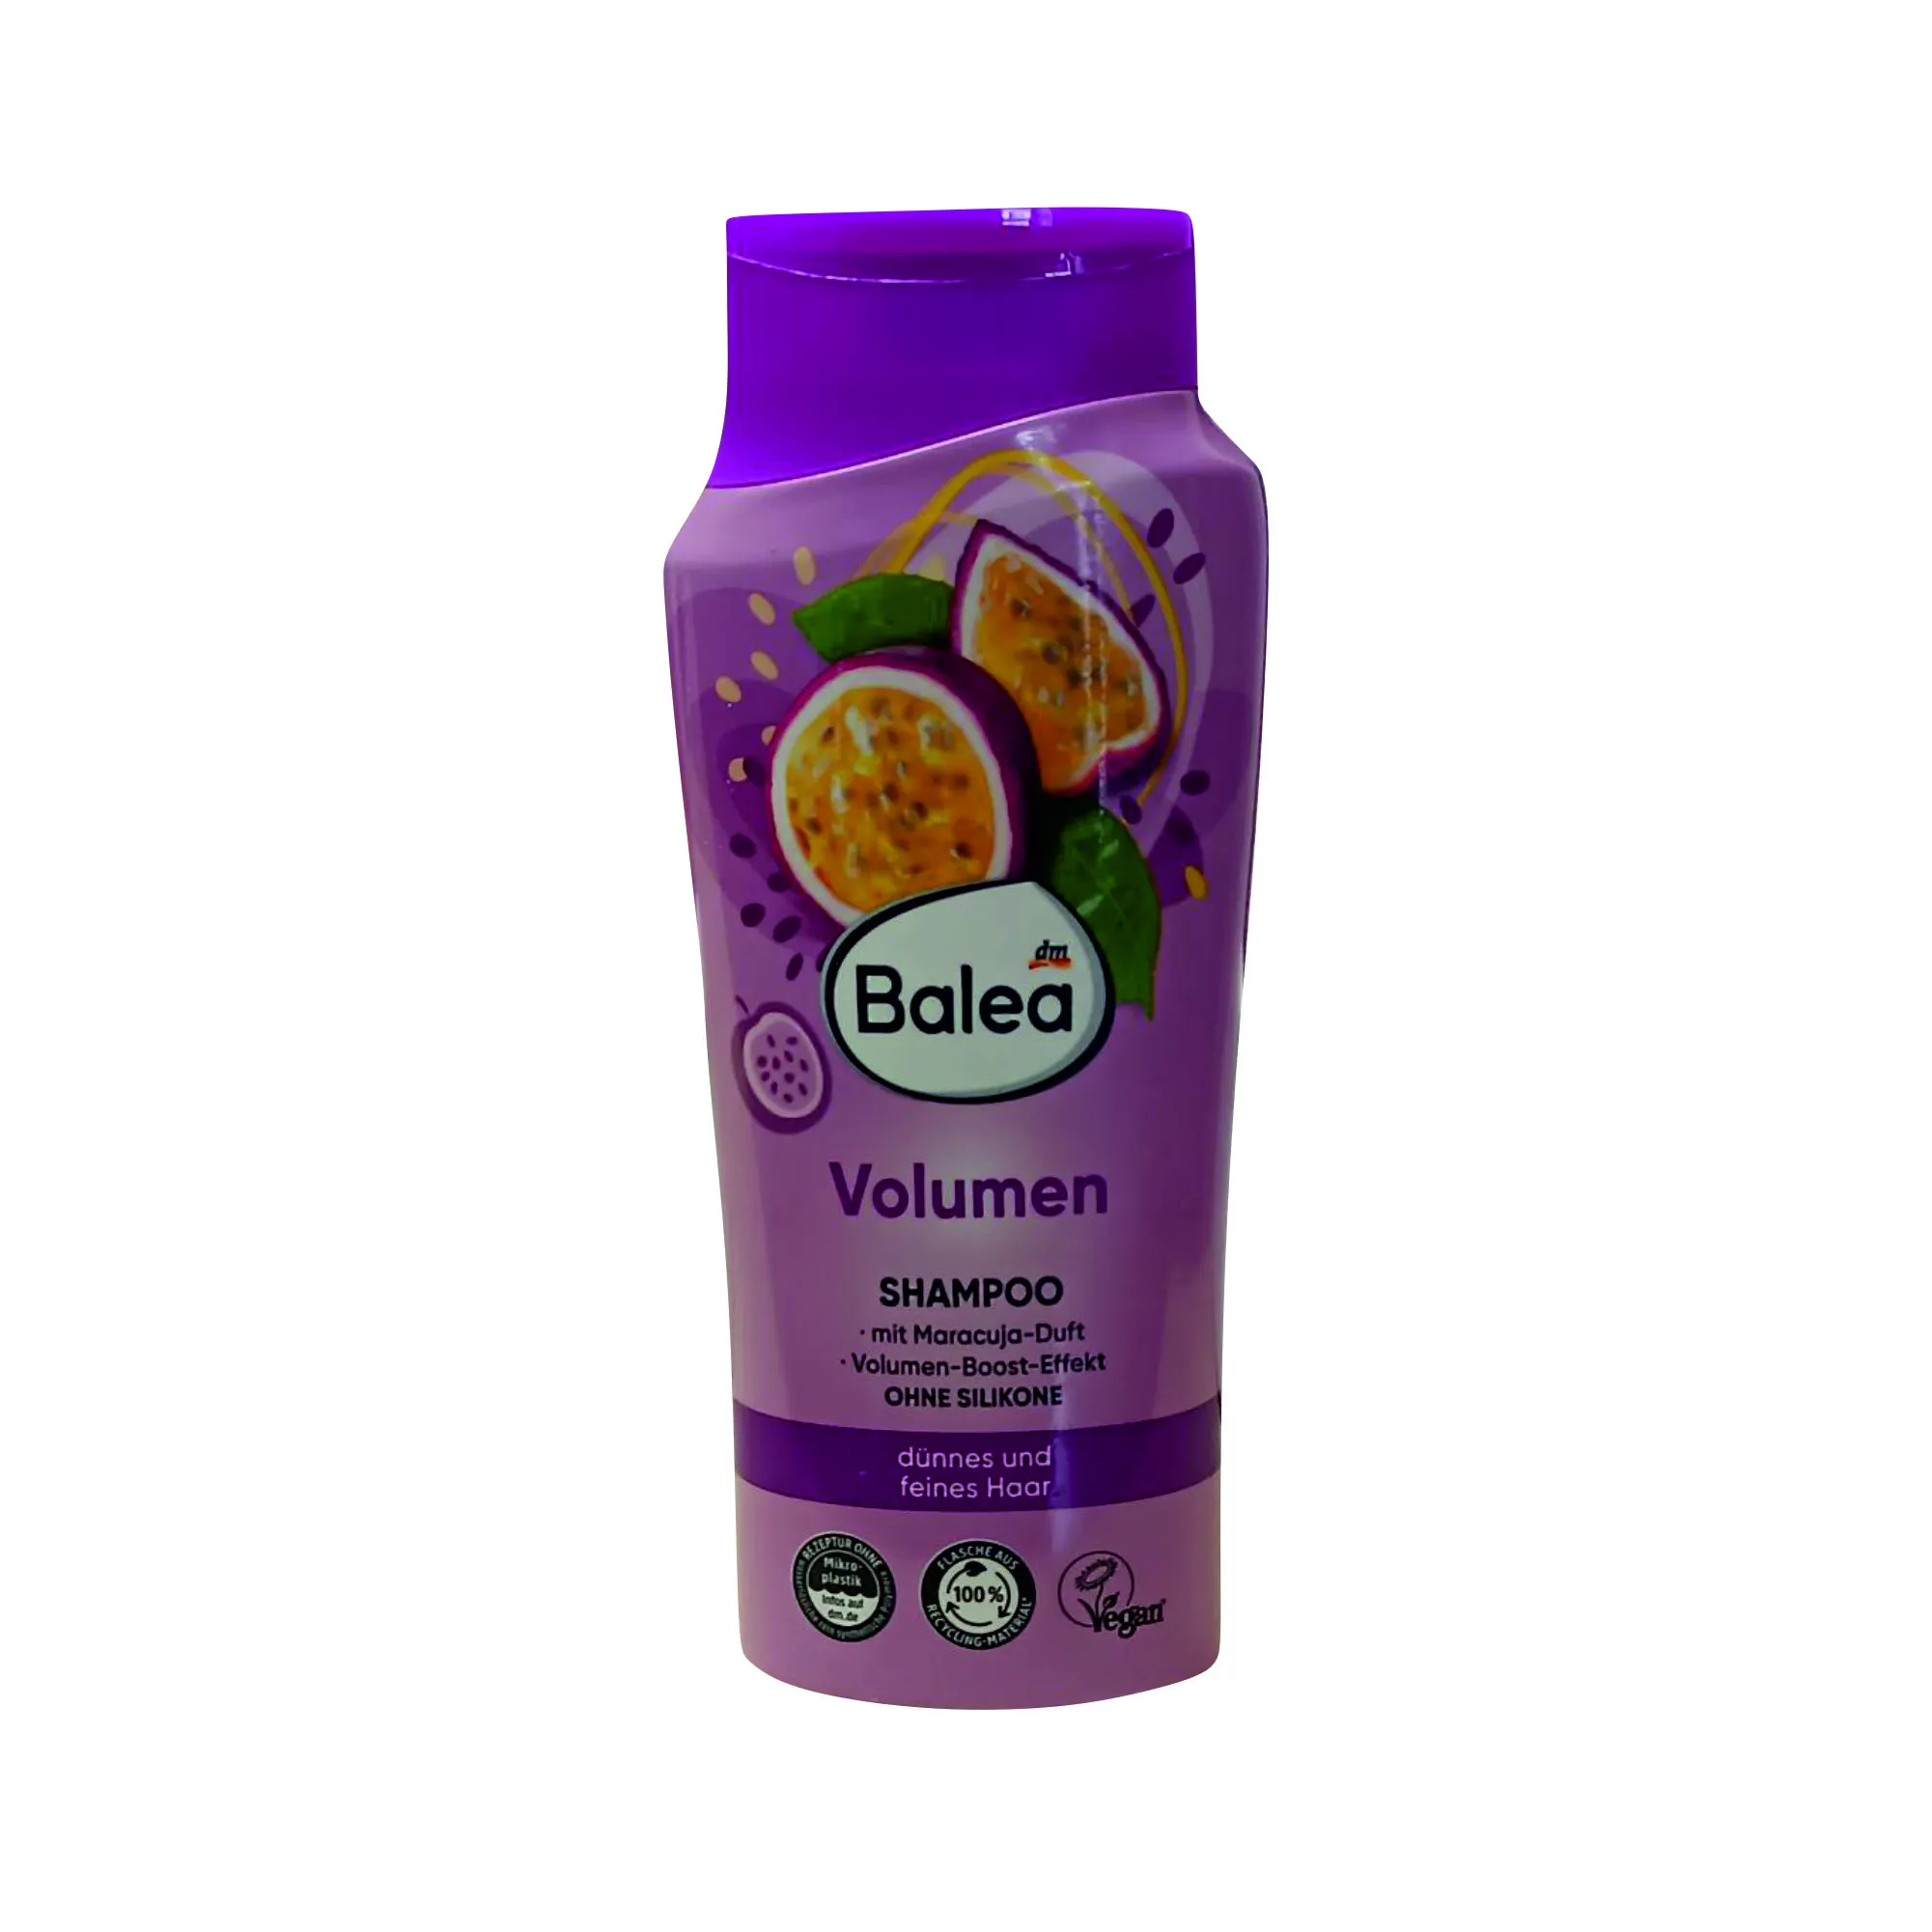 dm
Balea
Volumen
SHAMPOO
· mit Maracuja-Duft
· Volumen-Boost-Effekt
OHNE SILIKONE
dünnes und
feines Haar
REZEPTUR OHNE
Mikro-
plastik
Infos auf
dm.de
FLASCHE AUS
100 %
RECYCLING-MATERIAL
Vegan